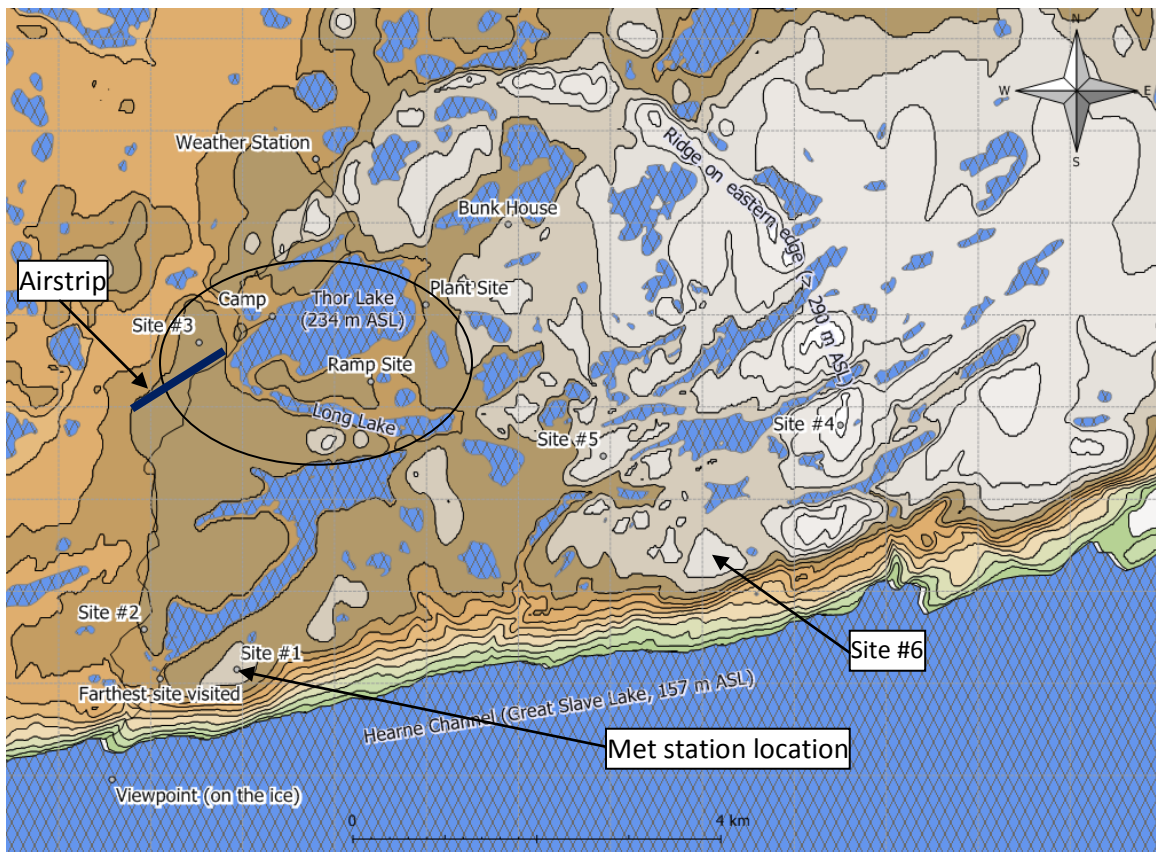 N
W
E
S
Weather Station
Ridge on eastern edge (> 290 m ASL)
Bunk House
Airstrip
Camp
Thor Lake
(234 m ASL)
Plant Site
Site #3
Ramp Site
Long Lake
Site #5
Site #4
Site #2
Site #6
Site #1
Farthest site visited
Hearne Channel (Great Slave Lake, 157 m ASL)
Met station location
Viewpoint (on the ice)
0
4 km